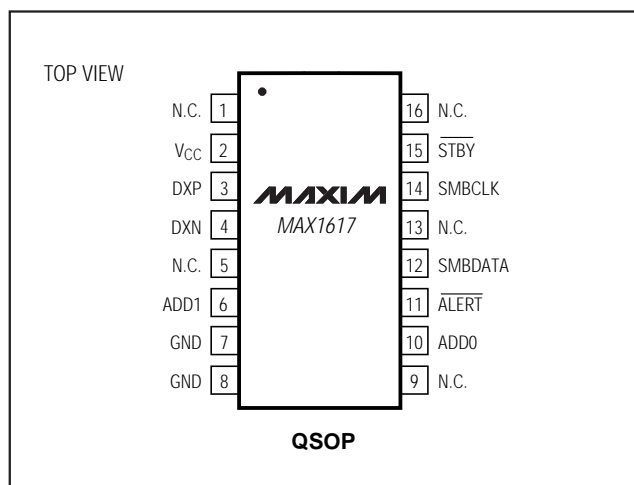 TOP VIEW
N.C. 1
VCC 2
DXP 3
DXN 4
N.C. 5
ADD1 6
GND 7
GND 8
MAXIM
MAX1617
16 N.C.
15 STBY
14 SMBCLK
13 N.C.
12 SMBDATA
11 ALERT
10 ADD0
9 N.C.
QSOP